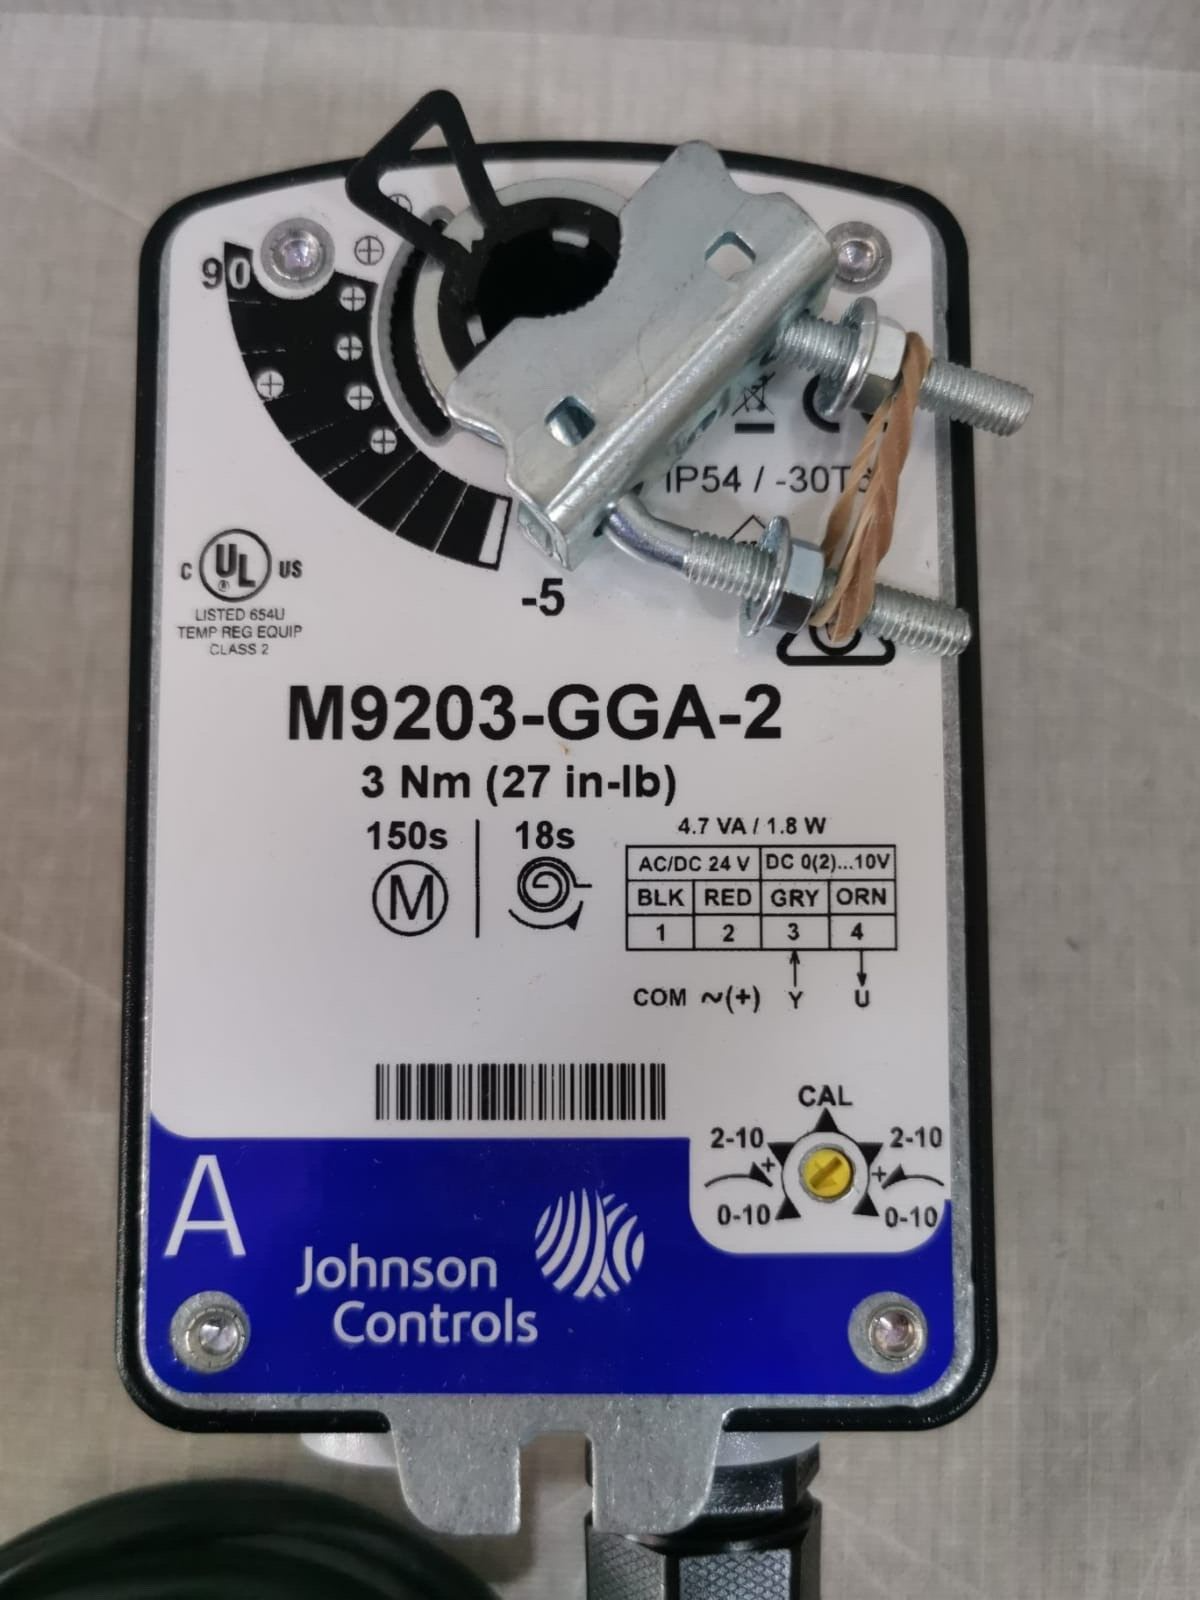 90
IP54 / -30T
-5
C UL US
®
LISTED 654U
TEMP REG EQUIP
CLASS 2
M9203-GGA-2
3 Nm (27 in-lb)
150s 18s
M
4.7 VA / 1.8 W
AC/DC 24 V DC 0(2)...10V
BLK RED GRY ORN
1 2 3 4
COM ~(+) Y U
CAL
2-10 2-10
+ +
0-10 0-10
A
Johnson
Controls